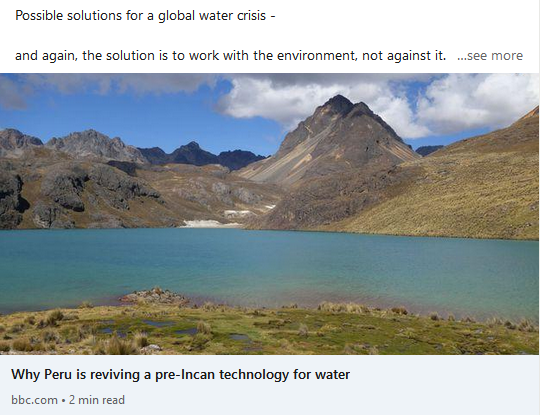 Possible solutions for a global water crisis -
and again, the solution is to work with the environment, not against it. ...see more
Why Peru is reviving a pre-Incan technology for water
bbc.com • 2 min read